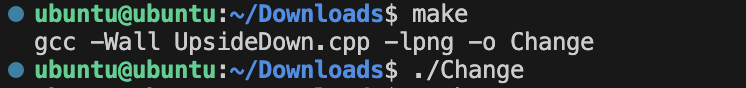 ubuntu@ubuntu:~/Downloads$ make
gcc -Wall UpsideDown.cpp -lpng -o Change
ubuntu@ubuntu:~/Downloads$ ./Change